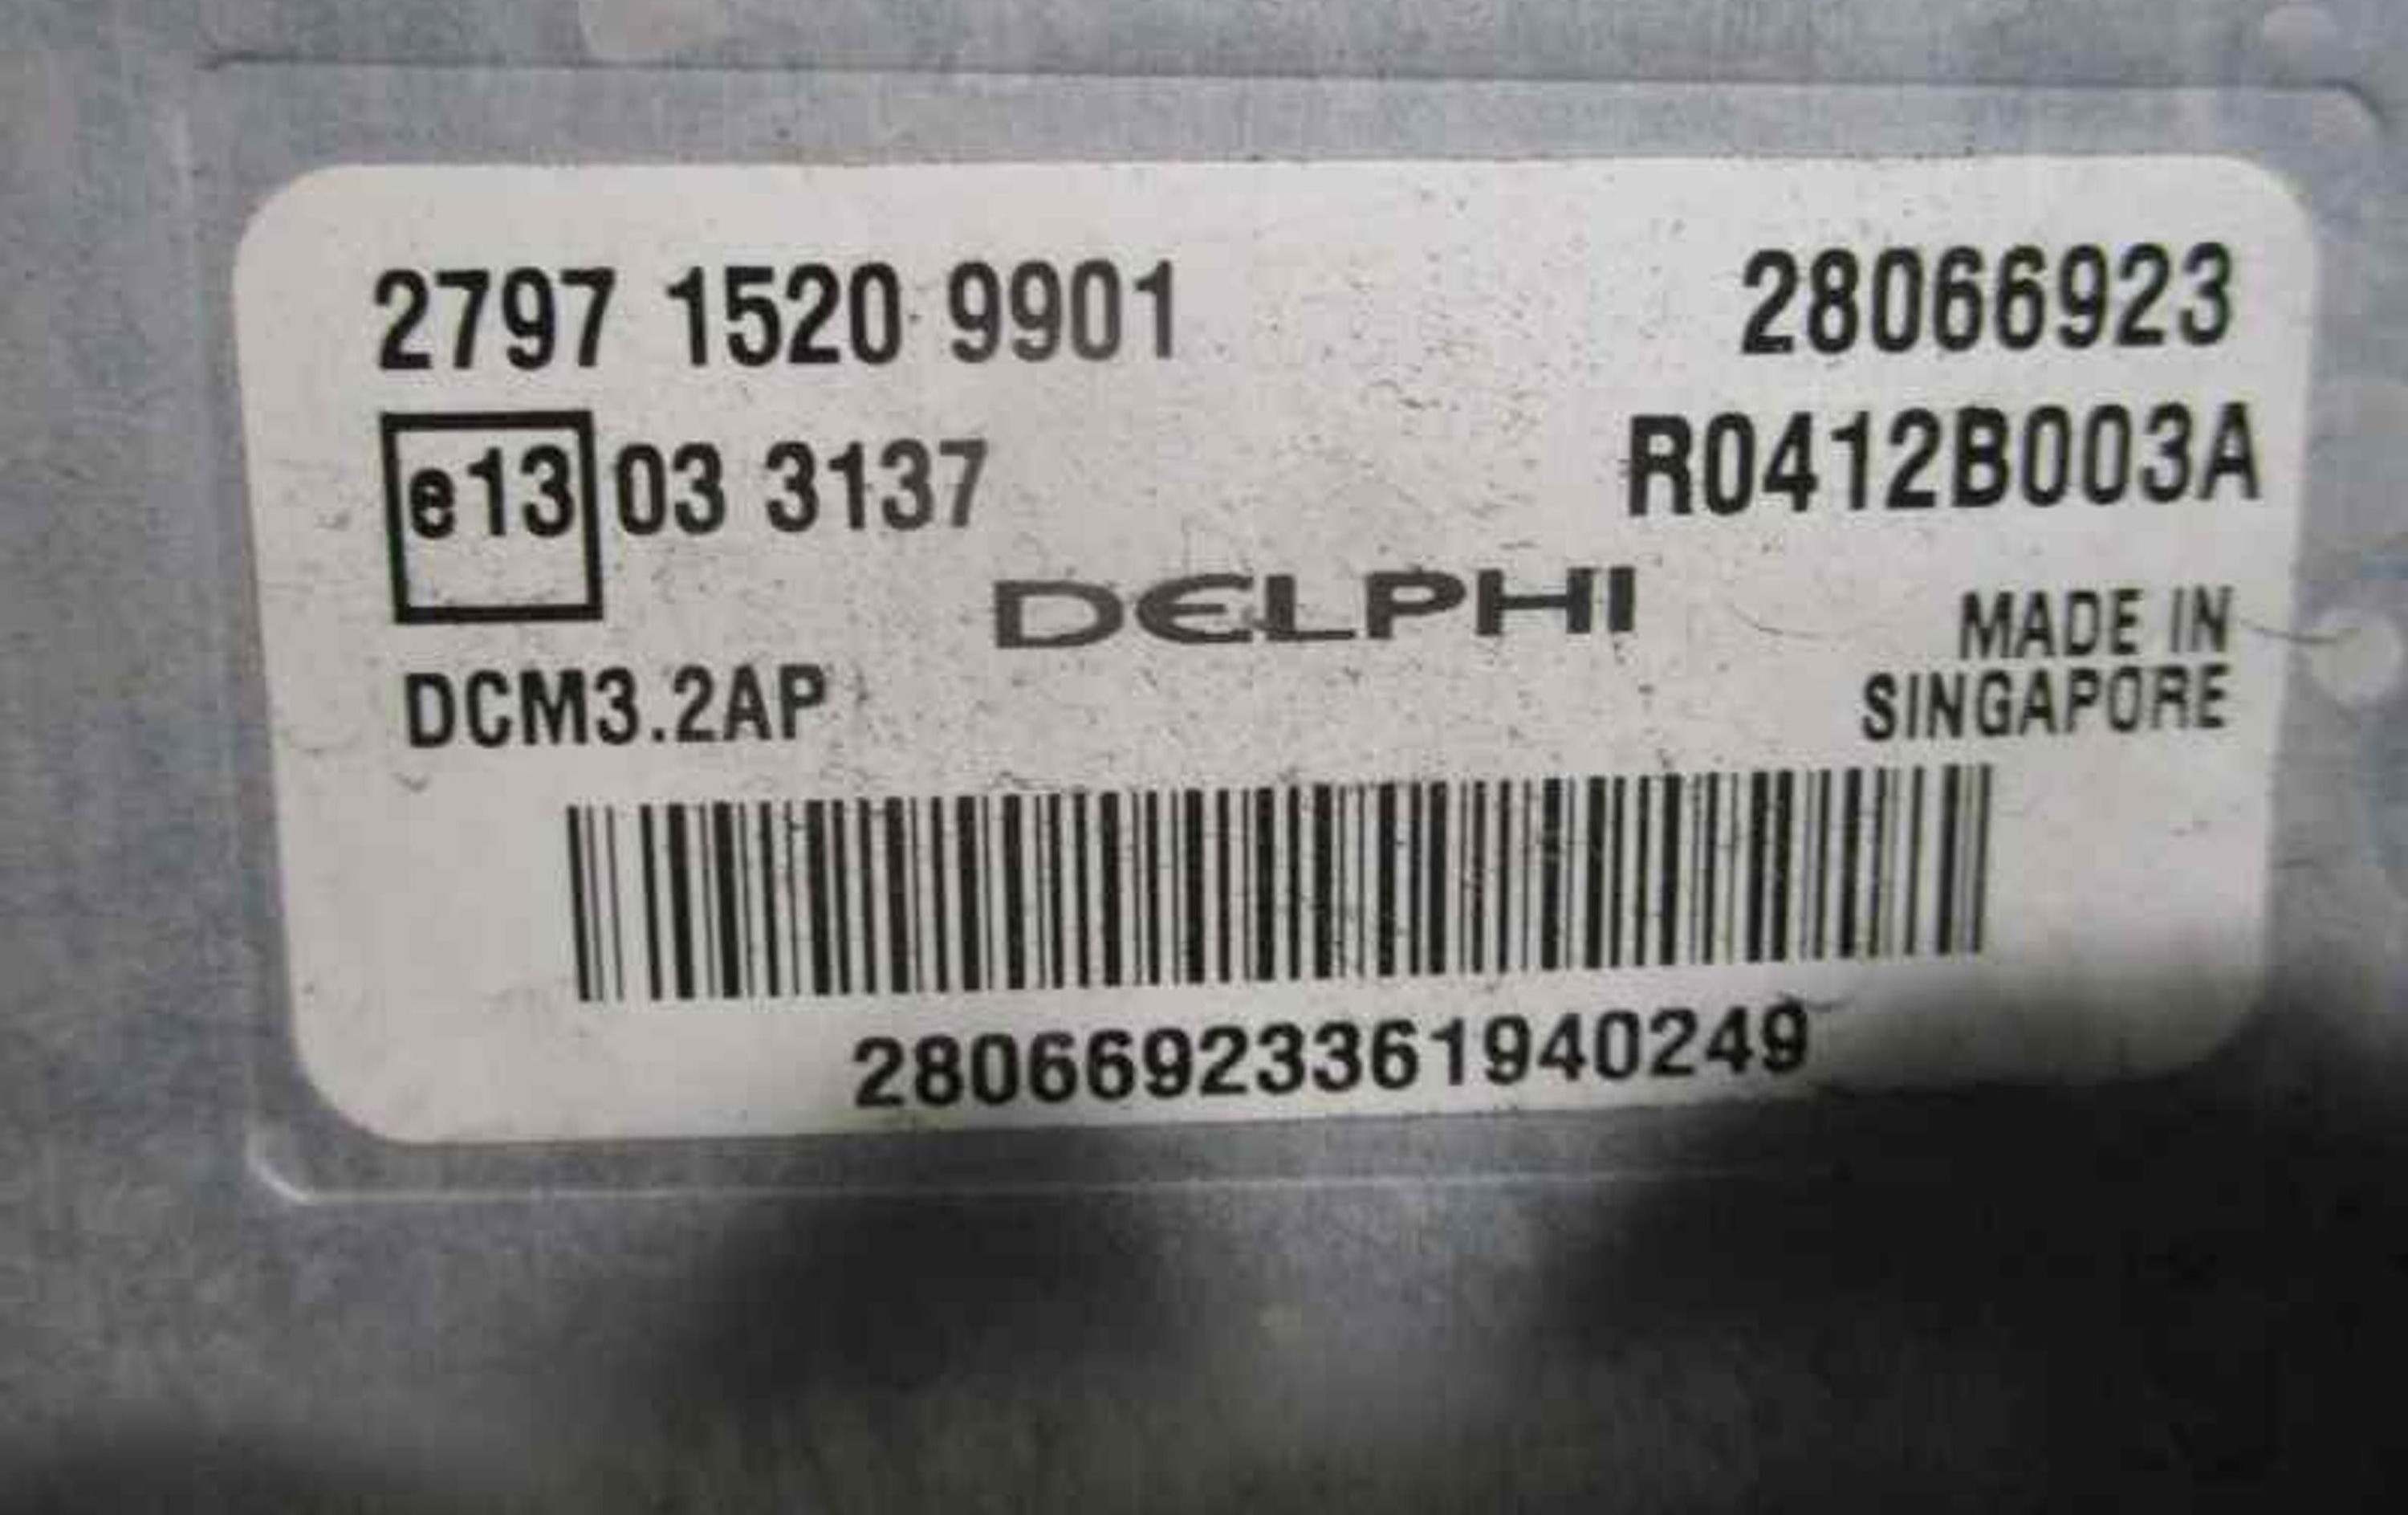 2797 1520 9901 28066923
e13 03 3137 R0412B003A
DELPHI
MADE IN
SINGAPORE
DCM3.2AP
28066923361940249